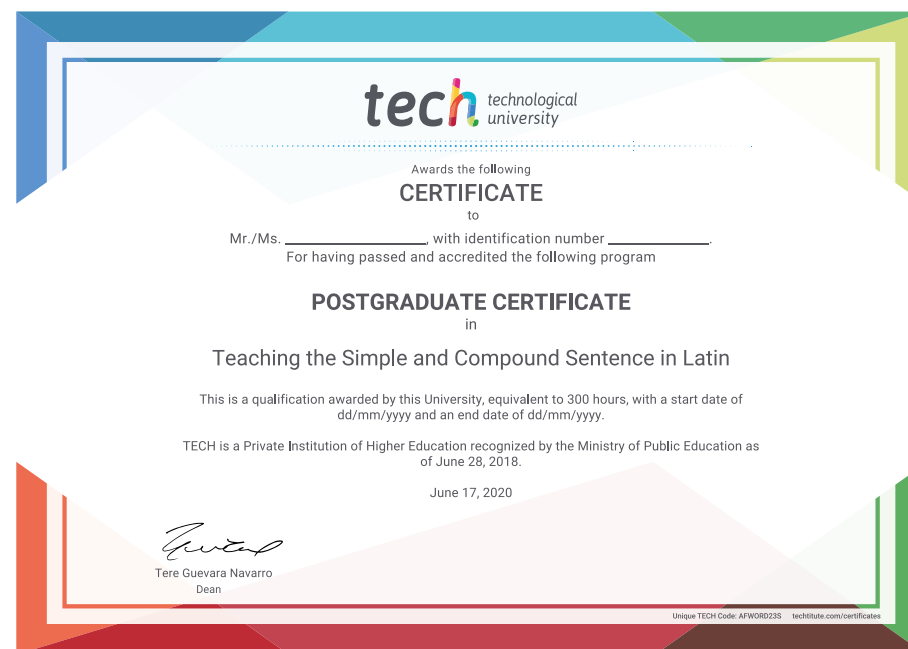 tech technological
university
Awards the following
CERTIFICATE
to
Mr./Ms. ____________________, with identification number ______________.
For having passed and accredited the following program
POSTGRADUATE CERTIFICATE
in
Teaching the Simple and Compound Sentence in Latin
This is a qualification awarded by this University, equivalent to 300 hours, with a start date of
dd/mm/yyyy and an end date of dd/mm/yyyy.
TECH is a Private Institution of Higher Education recognized by the Ministry of Public Education as
of June 28, 2018.
June 17, 2020
Tere Guevara Navarro
Dean
Unique TECH Code: AFWORD23S techtitute.com/certificates